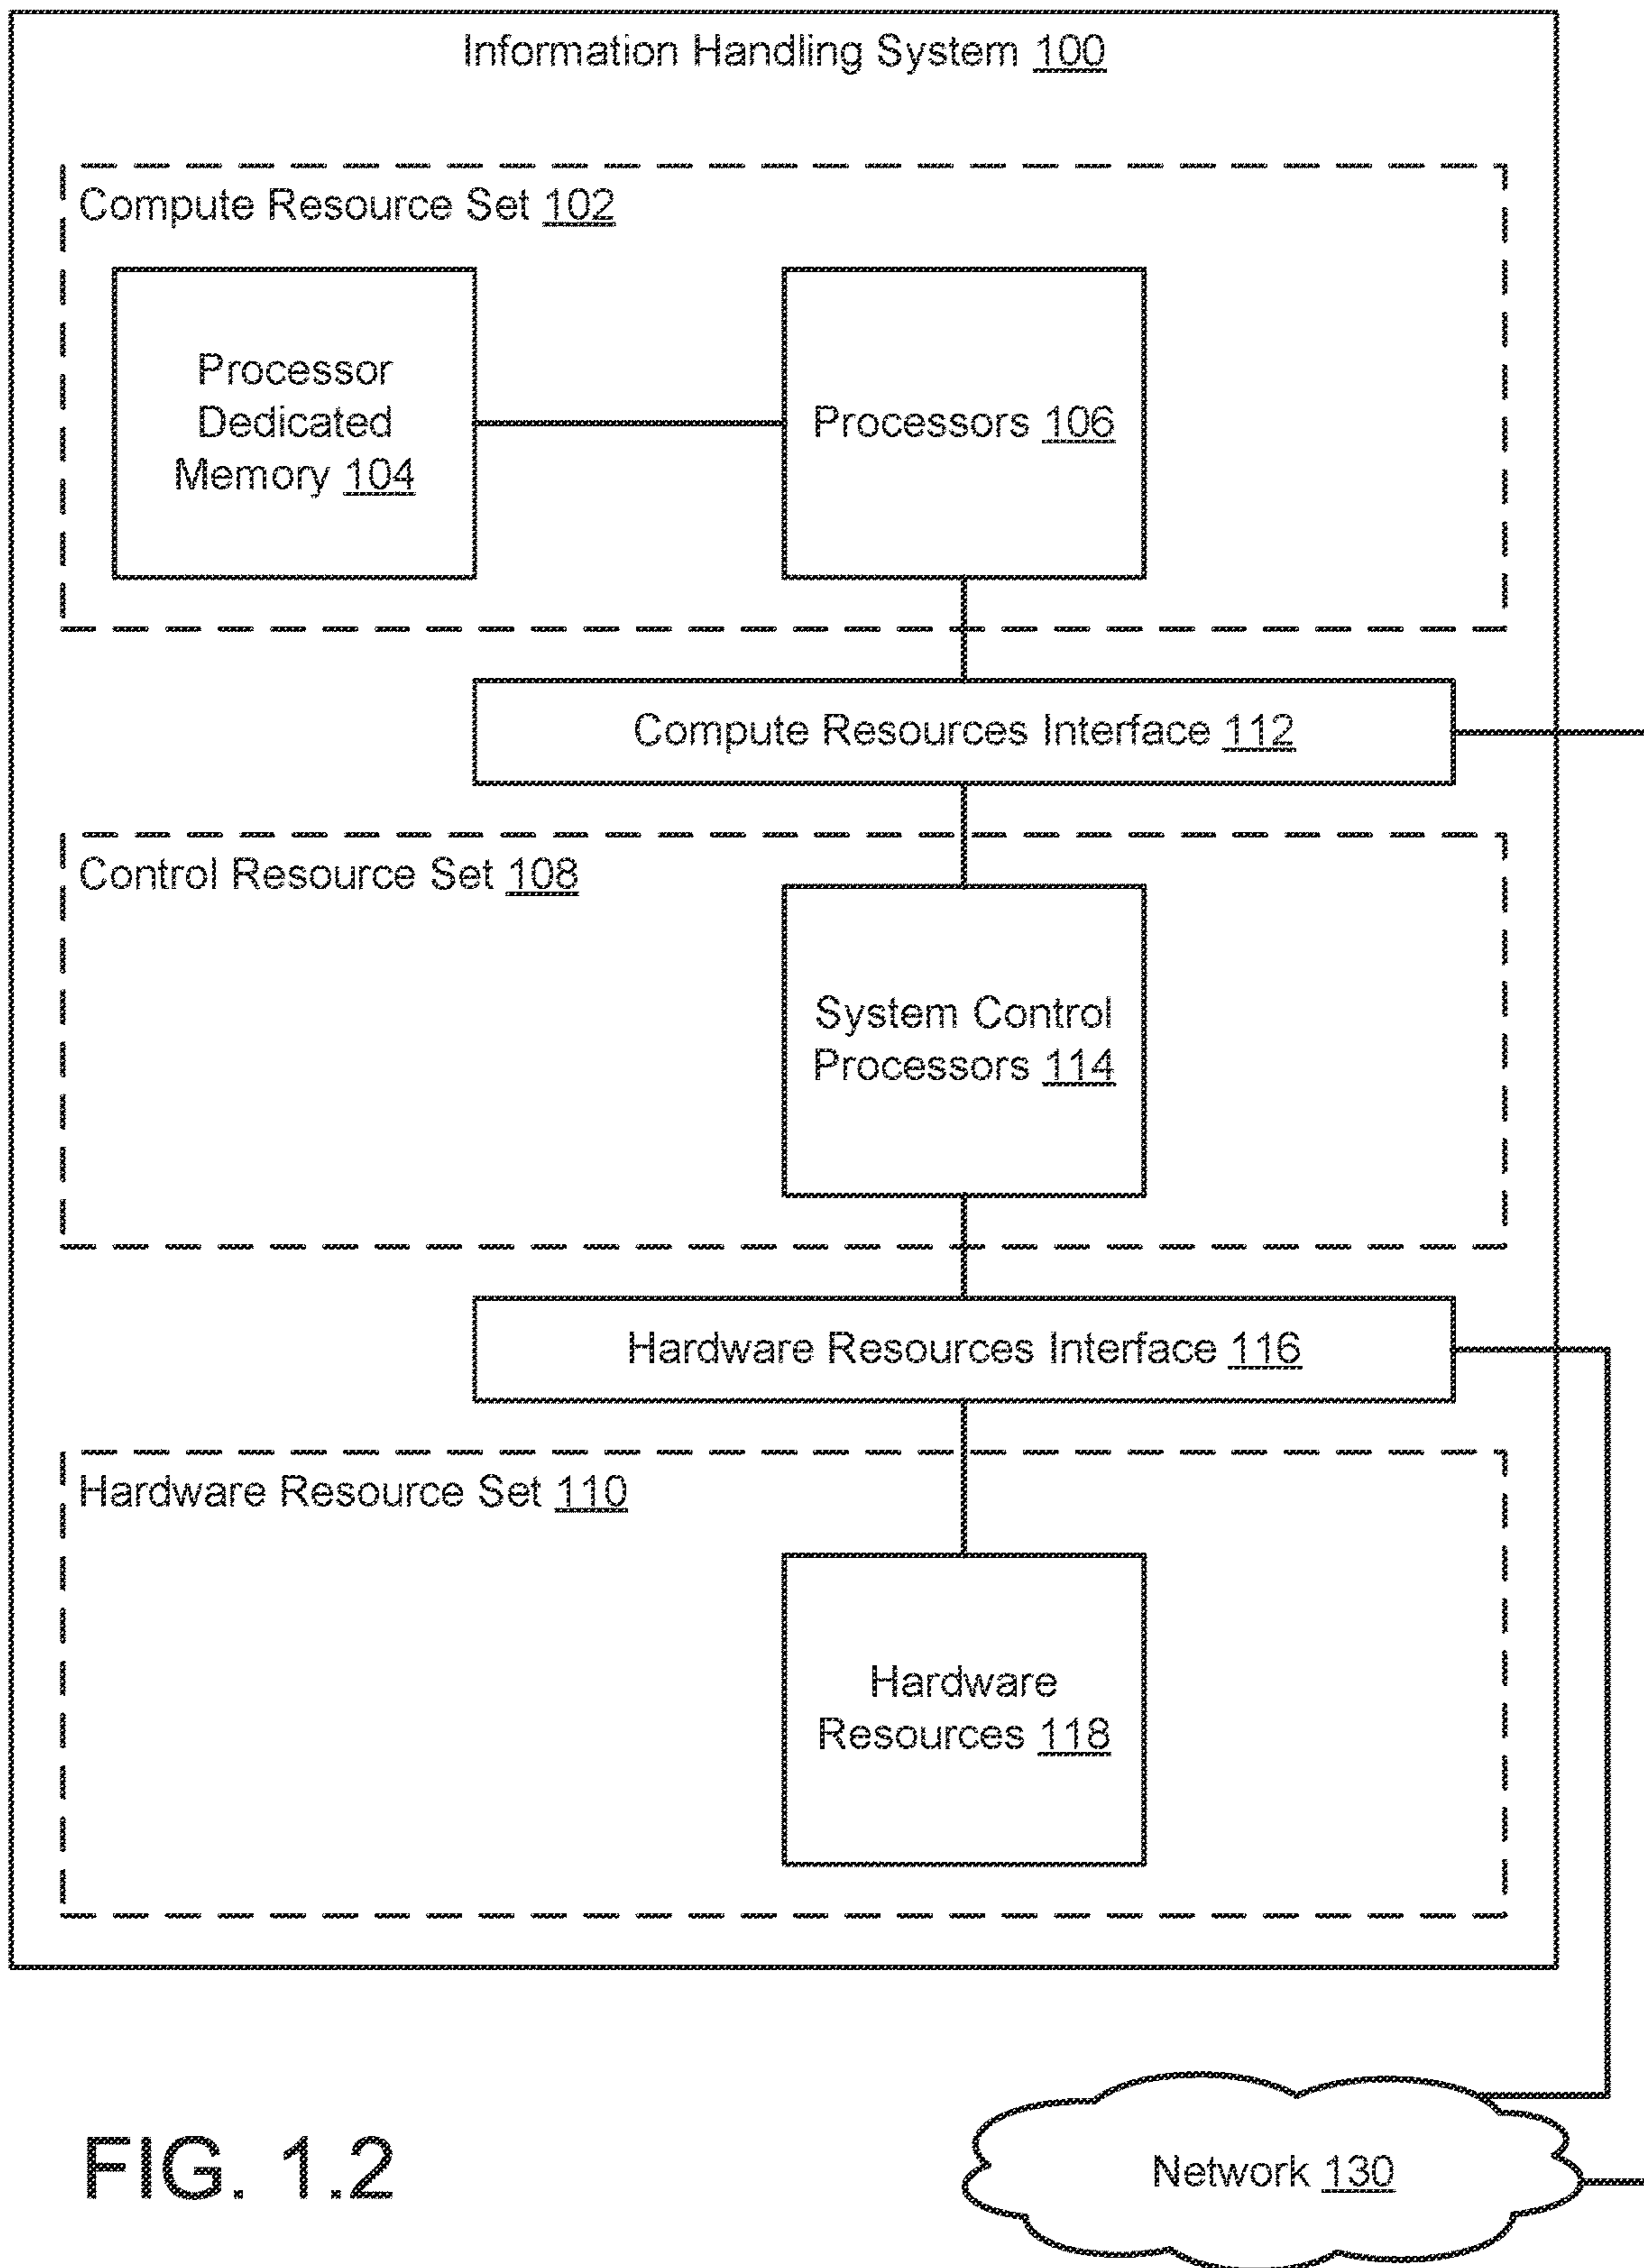 Information Handling System 100
Compute Resource Set 102
Processor
Dedicated
Memory 104
Processors 106
Compute Resources Interface 112
Control Resource Set 108
System Control
Processors 114
Hardware Resources Interface 116
Hardware Resource Set 110
Hardware
Resources 118
Network 130
FIG. 1.2